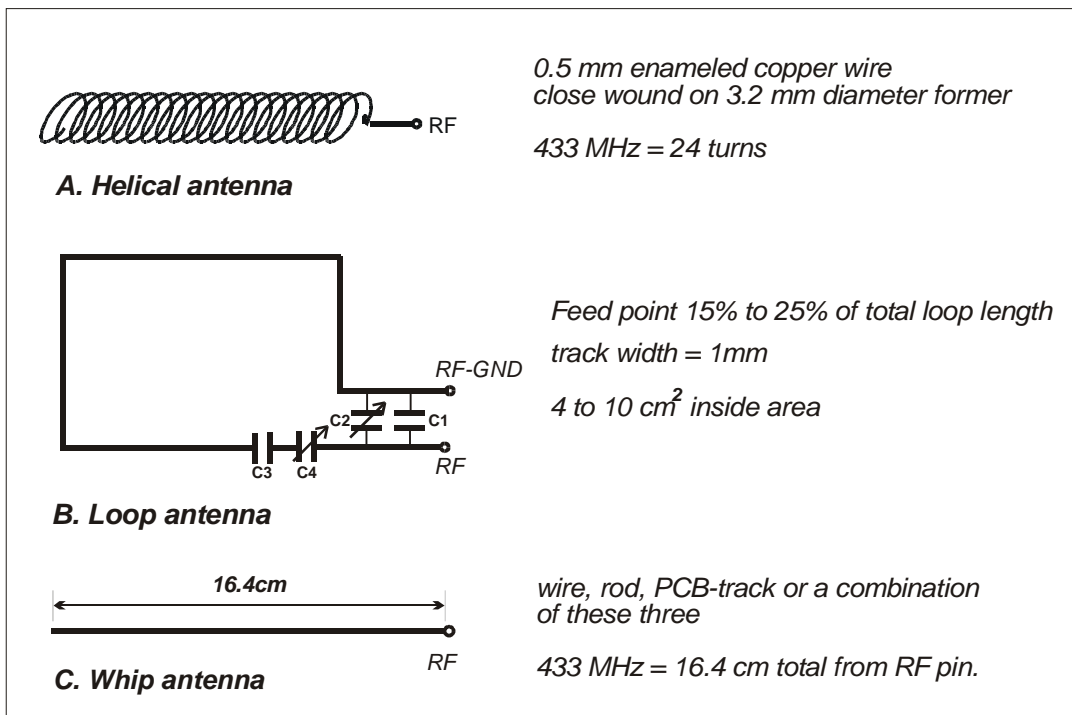 0.5 mm enameled copper wire
close wound on 3.2 mm diameter former
RF
433 MHz = 24 turns
A. Helical antenna
Feed point 15% to 25% of total loop length
track width = 1mm
RF-GND
4 to 10 cm² inside area
C2
C1
C3
C4
RF
B. Loop antenna
16.4cm
wire, rod, PCB-track or a combination
of these three
RF
433 MHz = 16.4 cm total from RF pin.
C. Whip antenna